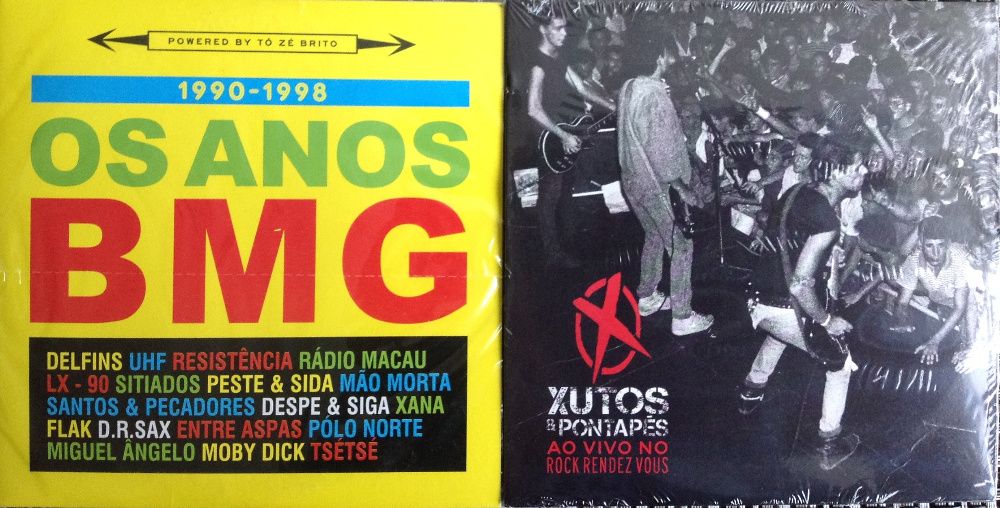 POWERED BY TÓ ZÉ BRITO
1990-1998
OS ANOS
BMG
DELFINS UHF RESISTÊNCIA RÁDIO MACAU
LX - 90 SITIADOS PESTE & SIDA MÃO MORTA
SANTOS & PECADORES DESPE & SIGA XANA
FLAK D.R.SAX ENTRE ASPAS PÓLO NORTE
MIGUEL ÂNGELO MOBY DICK TSÉTSÉ
X
XUTOS
& PONTAPÉS
AO VIVO NO
ROCK RENDEZ VOUS